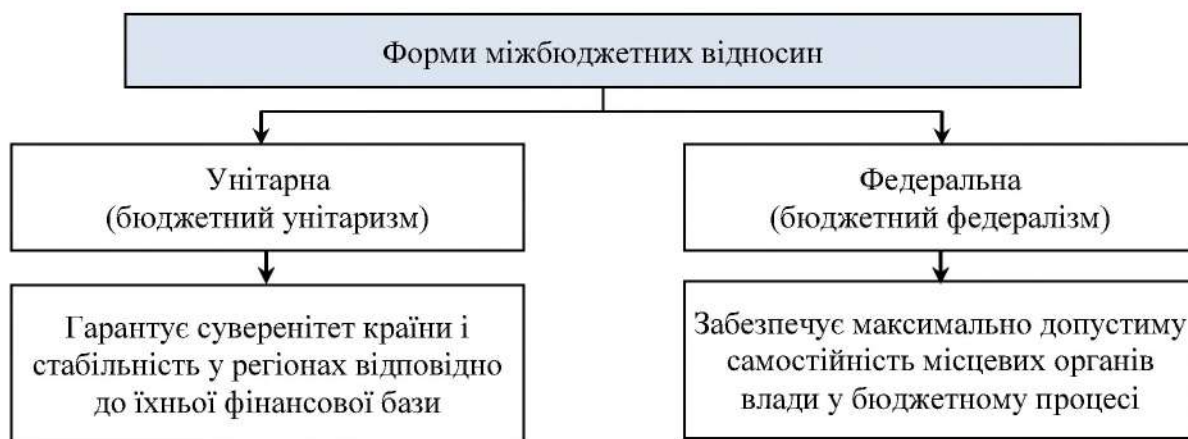 Форми міжбюджетних відносин
Унітарна
(бюджетний унітаризм)
Федеральна
(бюджетний федералізм)
Гарантує суверенітет країни і
стабільність у регіонах відповідно
до їхньої фінансової бази
Забезпечує максимально допустиму
самостійність місцевих органів
влади у бюджетному процесі